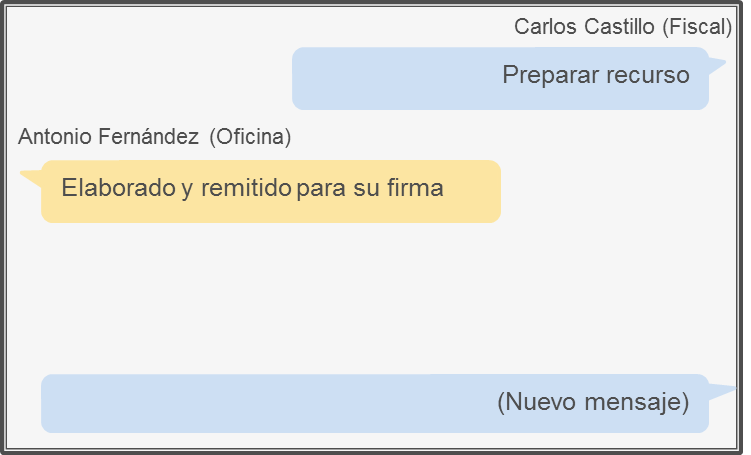 Carlos Castillo (Fiscal)
Preparar recurso
Antonio Fernández (Oficina)
Elaborado y remitido para su firma
(Nuevo mensaje)